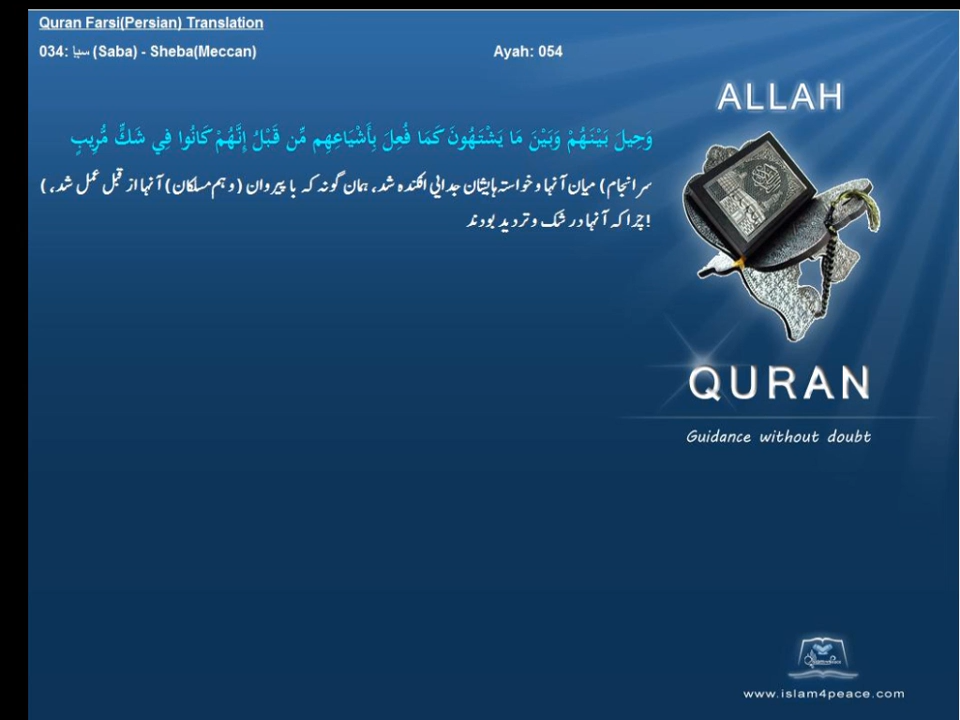 Quran Farsi(Persian) Translation
034: سبإ (Saba) - Sheba(Meccan) Ayah: 054
ALLAH
وَحِيلَ بَيْنَهُمْ وَبَيْنَ مَا يَشْتَهُونَ كَمَا فُعِلَ بِأَشْيَاعِهِم مِّن قَبْلُ إِنَّهُمْ كَانُوا فِي شَكٍّ مُّرِيبٍ
سرانجام) میان آنها و خواسته‌هایشان جدایی افکنده شد، همان گونه که با پیروان (و هم مسلکان) آنها از قبل عمل شد، )
!چرا که آنها در شک و تردید بودند
QURAN
Guidance without doubt
www.islam4peace.com